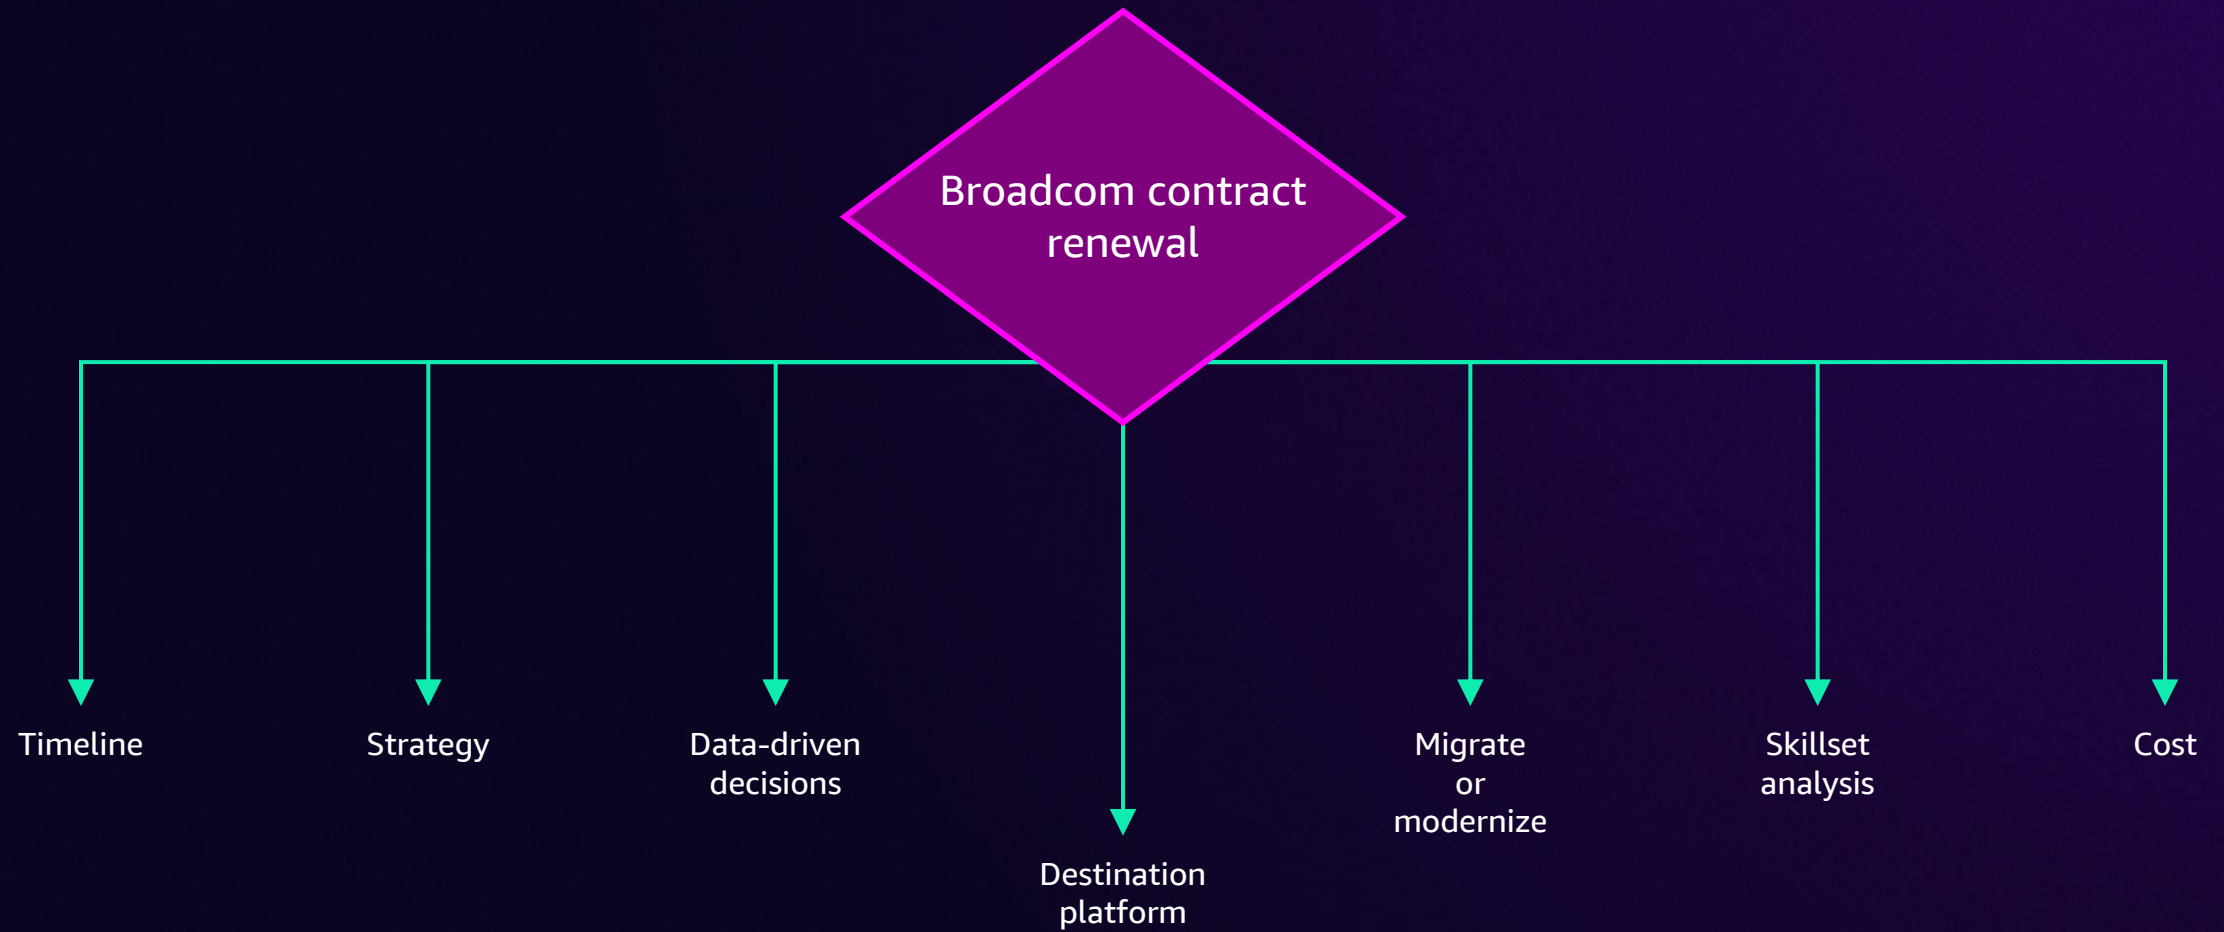 Broadcom contract
renewal
Timeline
Strategy
Data-driven
decisions
Destination
platform
Migrate
or
modernize
Skillset
analysis
Cost